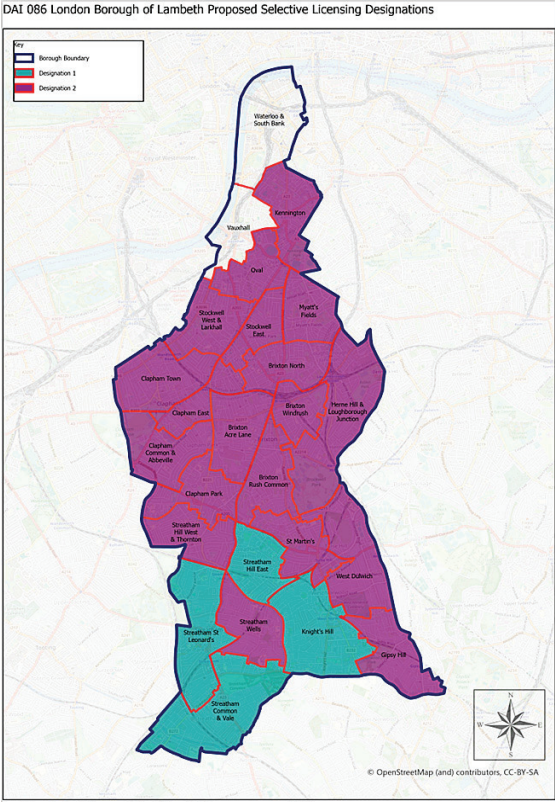 DAI 086 London Borough of Lambeth Proposed Selective Licensing Designations
Key
Borough Boundary
Designation 1
Designation 2
Waterloo &
South Bank
Kennington
Vauxhall
Oval
Stockwell
West &
Larkhall
Myatt's
Fields
Stockwell
East
Brixton North
Clapham Town
Clapham East
Brixton
Windrush
Herne Hill &
Loughborough
Junction
Brixton
Acre Lane
Clapham
Common &
Abbeville
Brixton
Rush Common
Clapham Park
Streatham
Hill West
& Thornton
St Martin's
Streatham
Hill East
West Dulwich
Streatham
Wells
Streatham St
Leonard's
Knight's Hill
Gipsy Hill
Streatham
Common
& Vale
N
W E
S
© OpenStreetMap (and) contributors, CC-BY-SA